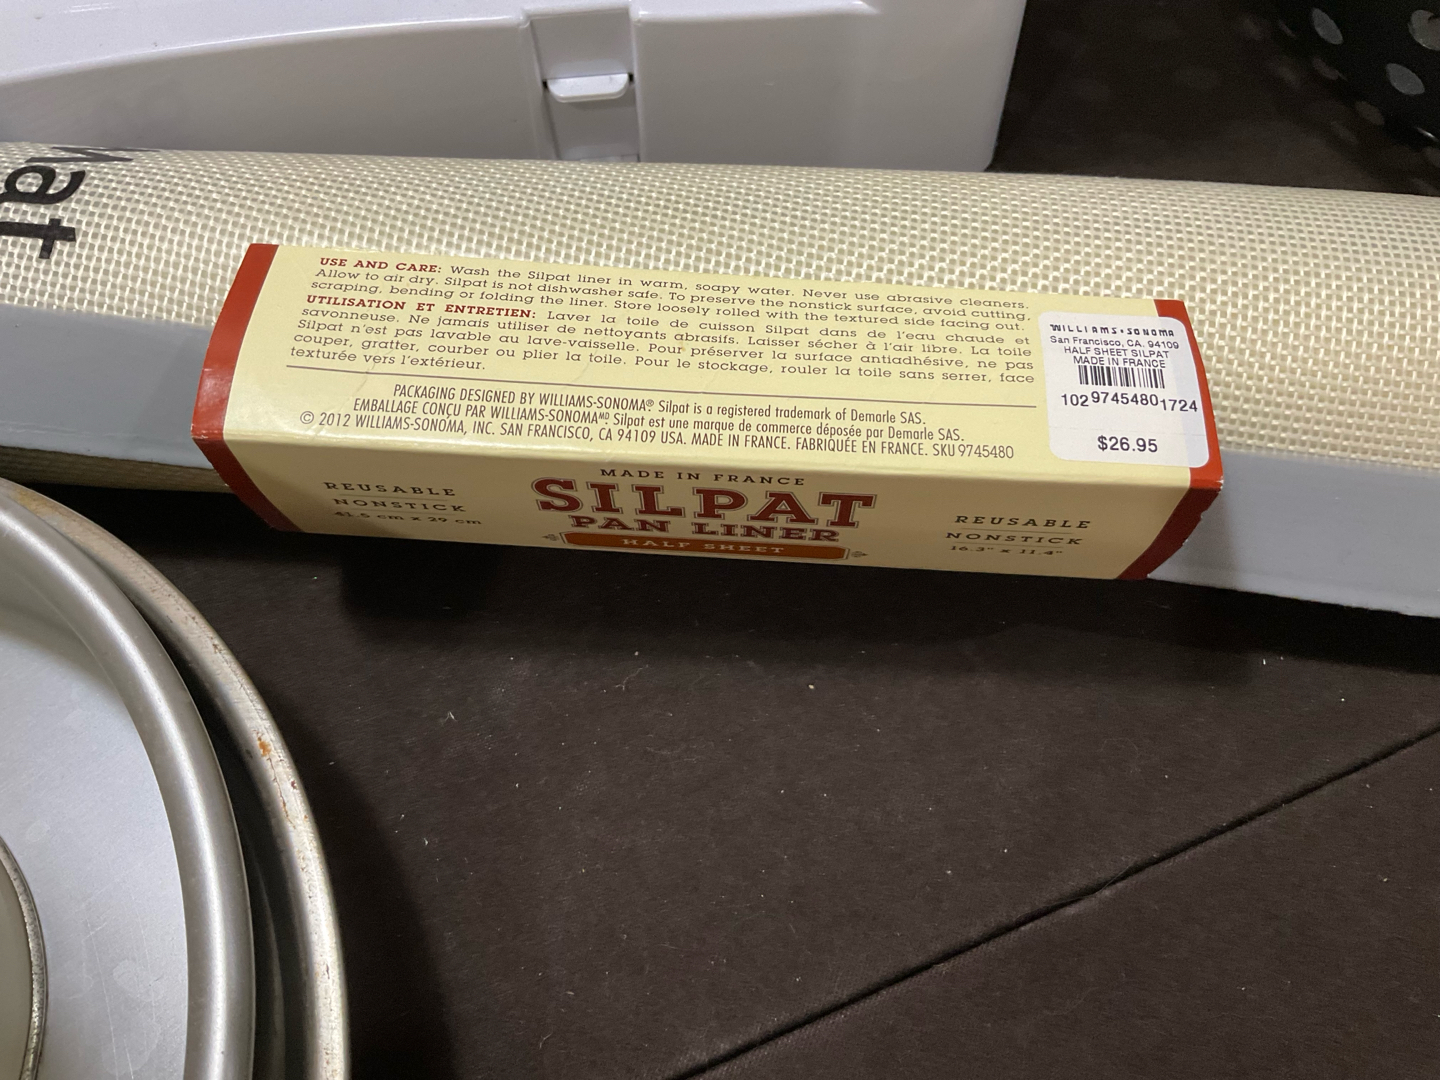 Mat
USE AND CARE: Wash the Silpat liner in warm, soapy water. Never use abrasive cleaners.
Allow to air dry. Silpat is not dishwasher safe. To preserve the nonstick surface, avoid cutting,
scraping, bending or folding the liner. Store loosely rolled with the textured side facing out.
UTILISATION ET ENTRETIEN: Laver la toile de cuisson Silpat dans de l'eau chaude et
savonneuse. Ne jamais utiliser de nettoyants abrasifs. Laisser sécher à l'air libre. La toile
Silpat n'est pas lavable au lave-vaisselle. Pour préserver la surface antiadhésive, ne pas
couper, gratter, courber ou plier la toile. Pour le stockage, rouler la toile sans serrer, face
texturée vers l'extérieur.
PACKAGING DESIGNED BY WILLIAMS-SONOMA® Silpat is a registered trademark of Demarle SAS.
EMBALLAGE CONÇU PAR WILLIAMS-SONOMA MD. Silpat est une marque de commerce déposée par Demarle SAS.
© 2012 WILLIAMS-SONOMA, INC. SAN FRANCISCO, CA 94109 USA. MADE IN FRANCE. FABRIQUÉE EN FRANCE. SKU 9745480
WILLIAMS-SONOMA
San Francisco, CA. 94109
HALF SHEET SILPAT
MADE IN FRANCE
102 9745480 1724
$26.95
REUSABLE
NONSTICK
41.5 cm x 29 cm
MADE IN FRANCE
SILPAT
PAN LINER
HALF SHEET
REUSABLE
NONSTICK
16.3" x 11.4"